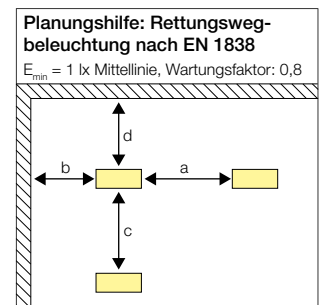 Planungshilfe: Rettungsweg-
beleuchtung nach EN 1838
Emin = 1 lx Mittellinie, Wartungsfaktor: 0,8
d
b
a
c